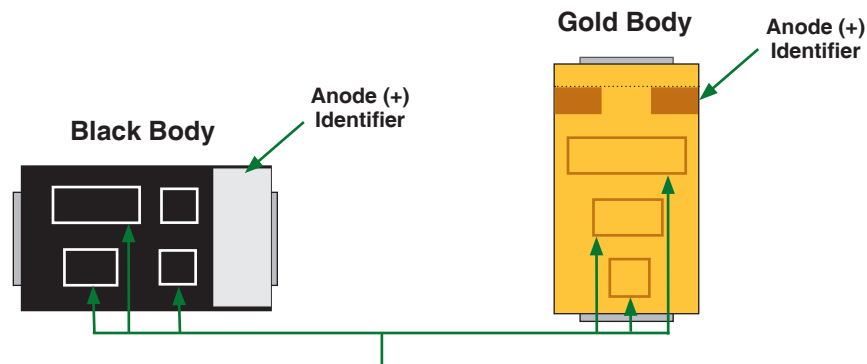 Gold Body
Anode (+)
Identifier
Anode (+)
Identifier
Black Body